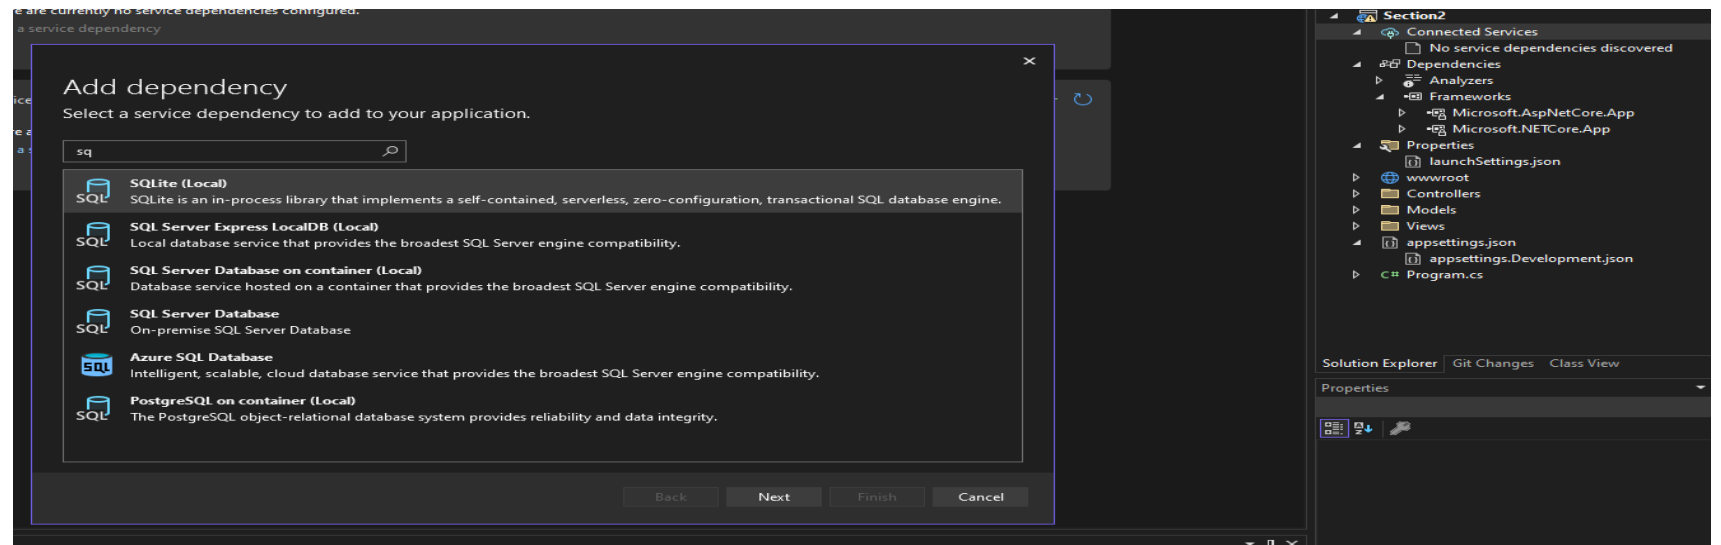 e are currently no service dependencies configured.
a service dependency
Add dependency
Select a service dependency to add to your application.
sq
SQL
SQLite (Local)
SQLite is an in-process library that implements a self-contained, serverless, zero-configuration, transactional SQL database engine.
SQL
SQL Server Express LocalDB (Local)
Local database service that provides the broadest SQL Server engine compatibility.
SQL
SQL Server Database on container (Local)
Database service hosted on a container that provides the broadest SQL Server engine compatibility.
SQL
SQL Server Database
On-premise SQL Server Database
SQL
Azure SQL Database
Intelligent, scalable, cloud database service that provides the broadest SQL Server engine compatibility.
SQL
PostgreSQL on container (Local)
The PostgreSQL object-relational database system provides reliability and data integrity.
Back Next Finish Cancel
Section2
Connected Services
No service dependencies discovered
Dependencies
Analyzers
Frameworks
Microsoft.AspNetCore.App
Microsoft.NETCore.App
Properties
launchSettings.json
wwwroot
Controllers
Models
Views
appsettings.json
appsettings.Development.json
C# Program.cs
Solution Explorer Git Changes Class View
Properties